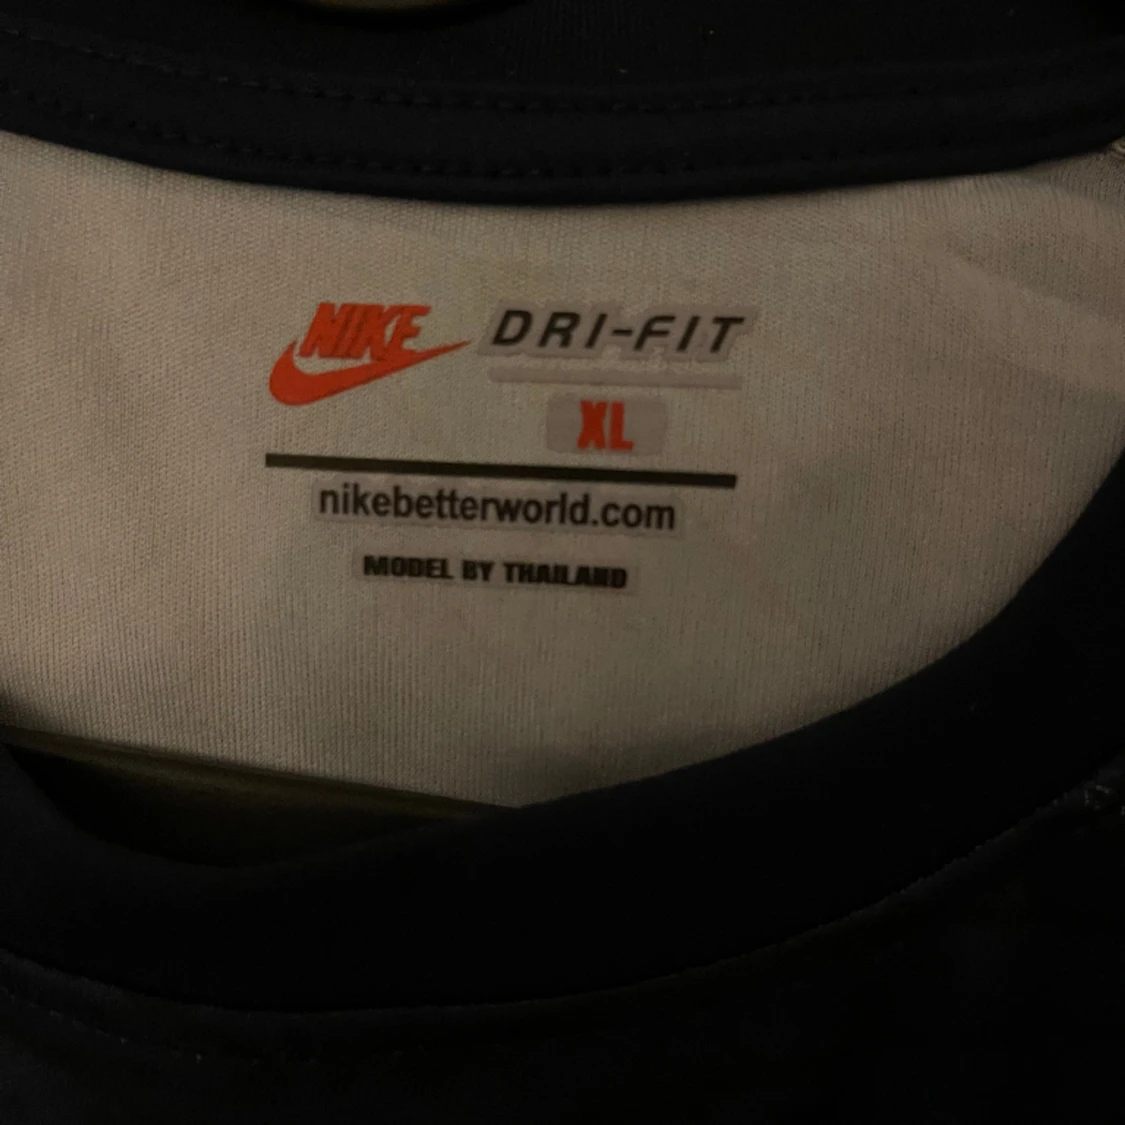 NIKE DRI-FIT
XL
nikebetterworld.com
MODEL BY THAILAND